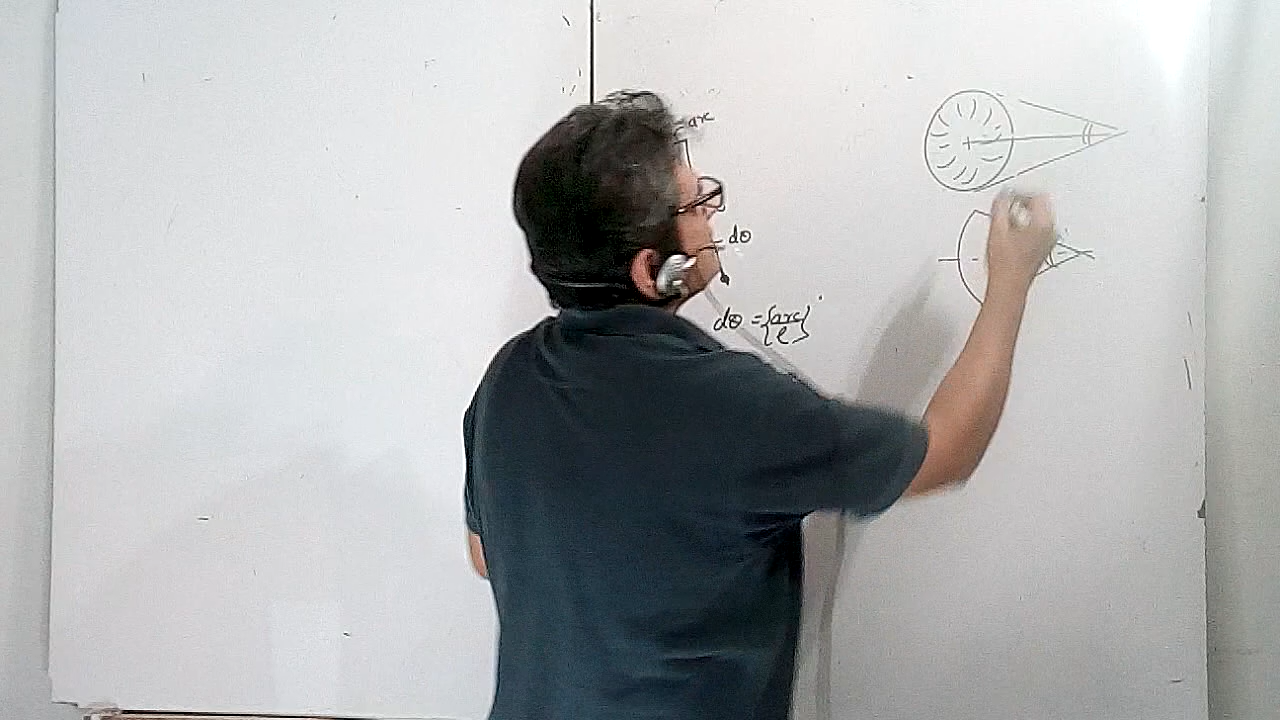 arc
dθ
dθ = {arc/r}